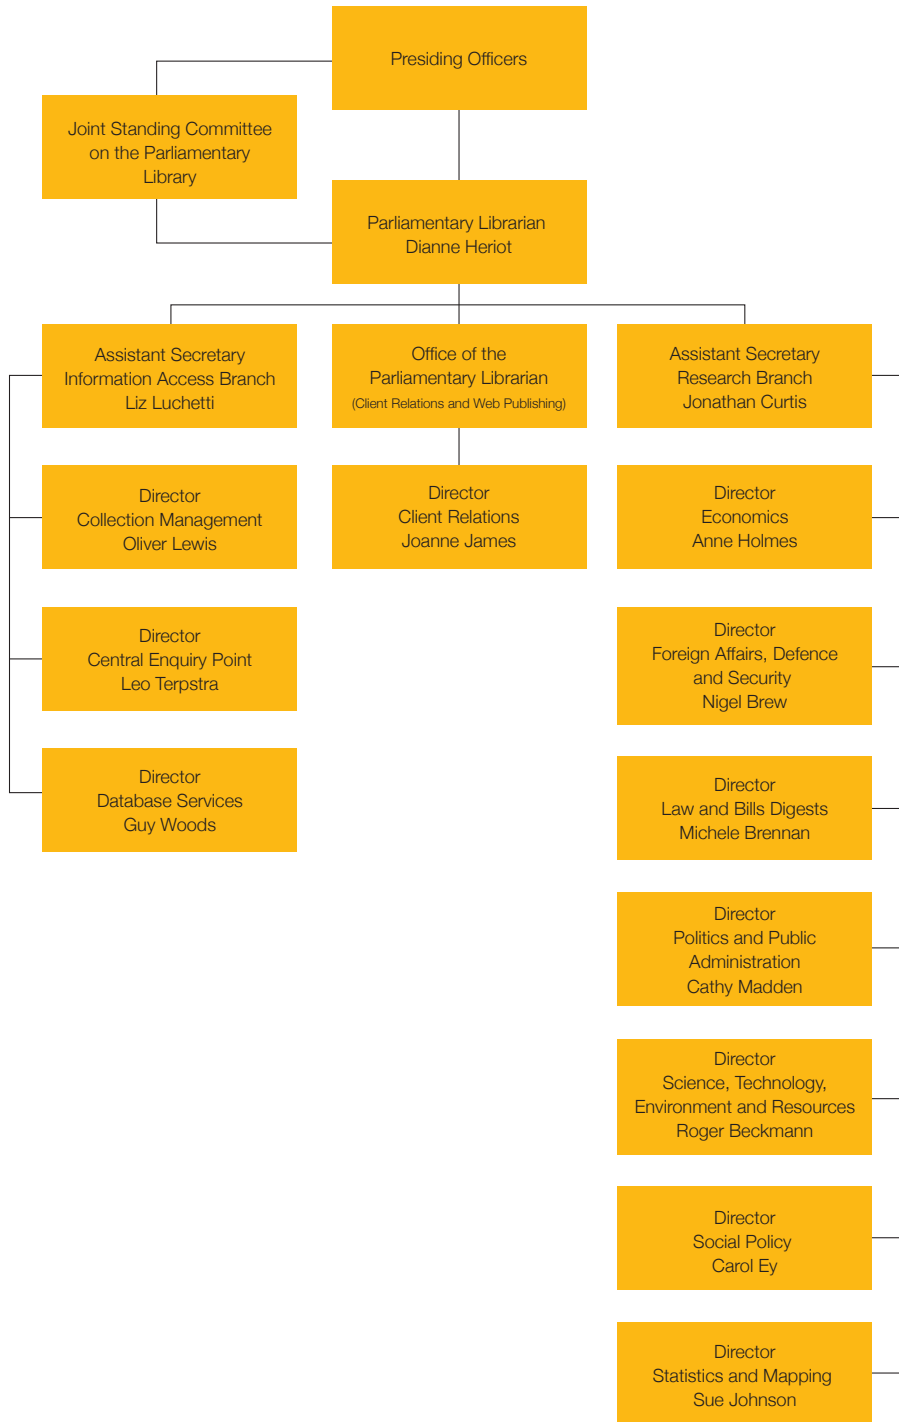 Presiding Officers
Joint Standing Committee
on the Parliamentary
Library
Parliamentary Librarian
Dianne Heriot
Assistant Secretary
Information Access Branch
Liz Luchetti
Office of the
Parliamentary Librarian
(Client Relations and Web Publishing)
Assistant Secretary
Research Branch
Jonathan Curtis
Director
Collection Management
Oliver Lewis
Director
Client Relations
Joanne James
Director
Economics
Anne Holmes
Director
Central Enquiry Point
Leo Terpstra
Director
Foreign Affairs, Defence
and Security
Nigel Brew
Director
Database Services
Guy Woods
Director
Law and Bills Digests
Michele Brennan
Director
Politics and Public
Administration
Cathy Madden
Director
Science, Technology,
Environment and Resources
Roger Beckmann
Director
Social Policy
Carol Ey
Director
Statistics and Mapping
Sue Johnson